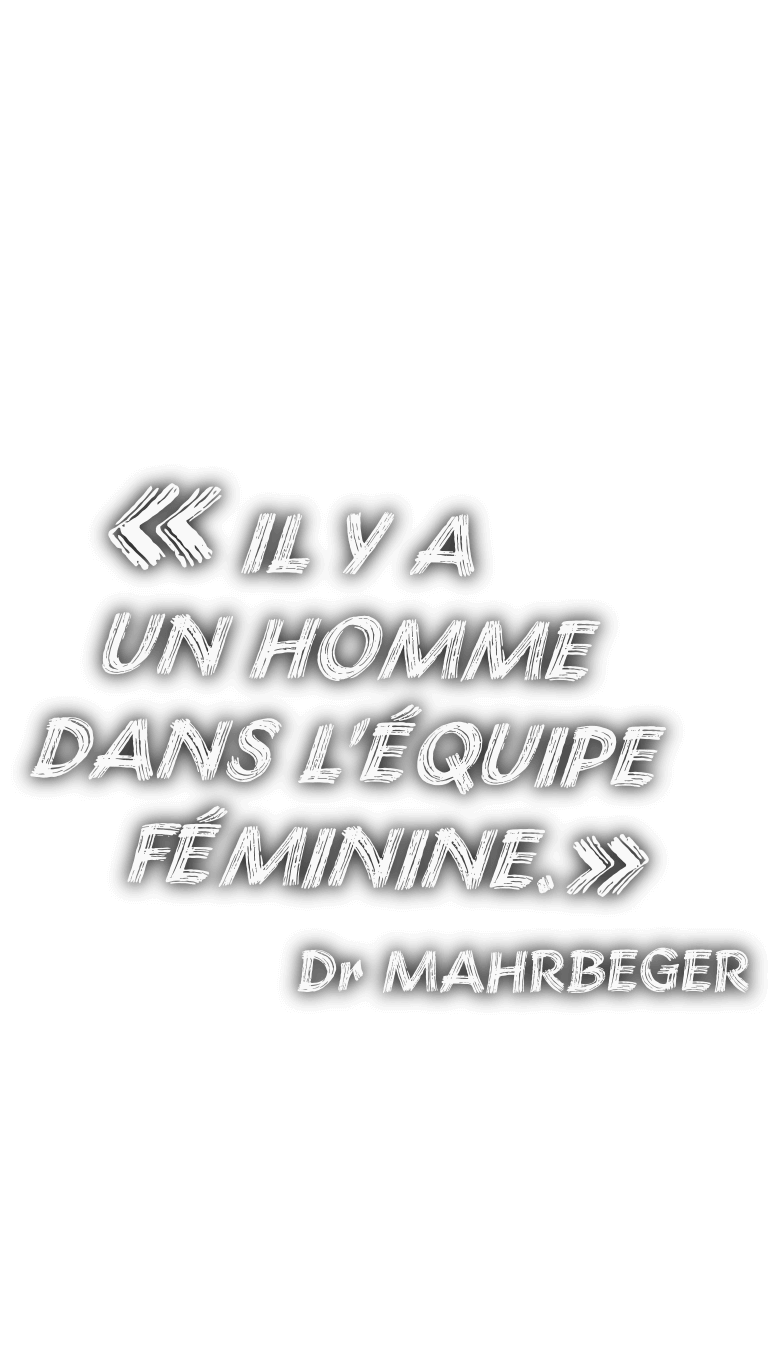 « IL Y A
UN HOMME
DANS L'ÉQUIPE
FÉMININE. »
Dr MAHRBEGER